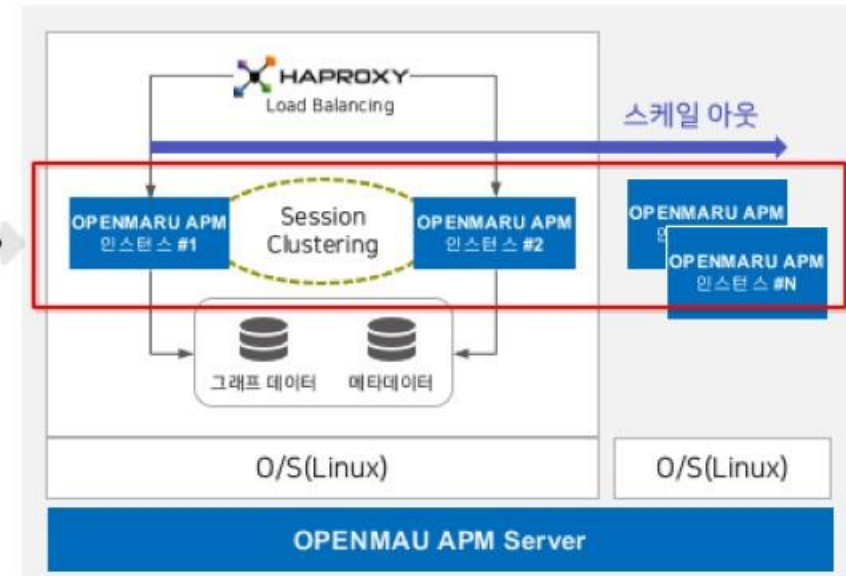 HAPROXY
Load Balancing
스케일 아웃
OPENMARU APM
인스턴스 #1
Session
Clustering
OPENMARU APM
인스턴스 #2
OPENMARU APM
OPENMARU APM
인스턴스 #N
그래프 데이터
메타데이터
O/S(Linux)
O/S(Linux)
OPENMAU APM Server